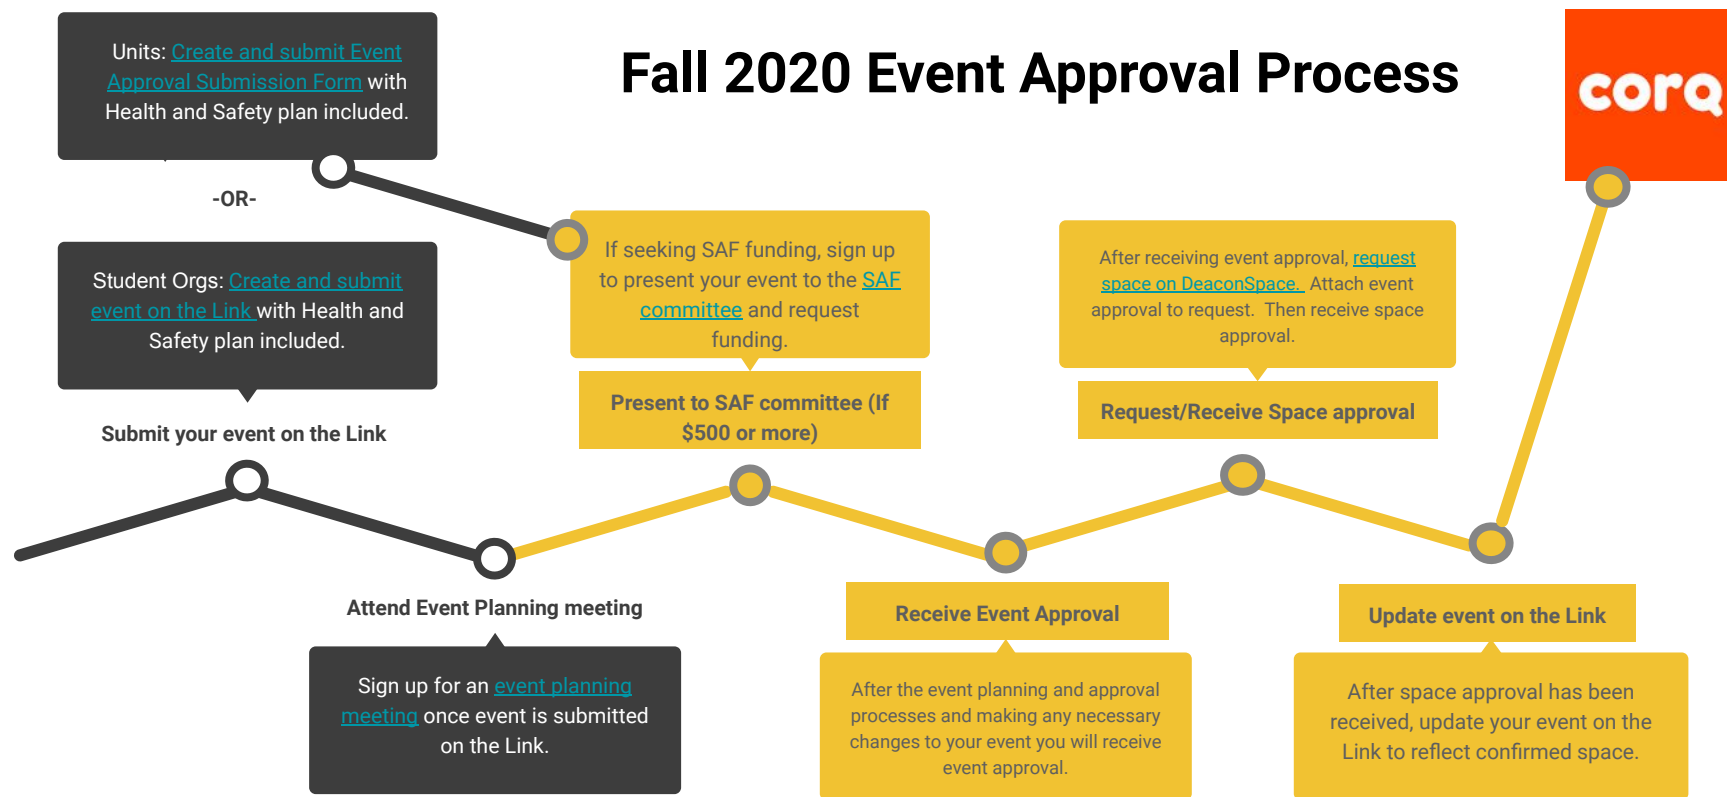 Fall 2020 Event Approval Process
corq
Units: Create and submit Event
Approval Submission Form with
Health and Safety plan included.
-OR-
Student Orgs: Create and submit
event on the Link with Health and
Safety plan included.
Submit your event on the Link
Attend Event Planning meeting
Sign up for an event planning
meeting once event is submitted
on the Link.
If seeking SAF funding, sign up
to present your event to the SAF
committee and request
funding.
Present to SAF committee (If
$500 or more)
Receive Event Approval
After the event planning and approval
processes and making any necessary
changes to your event you will receive
event approval.
After receiving event approval, request
space on DeaconSpace. Attach event
approval to request. Then receive space
approval.
Request/Receive Space approval
Update event on the Link
After space approval has been
received, update your event on the
Link to reflect confirmed space.